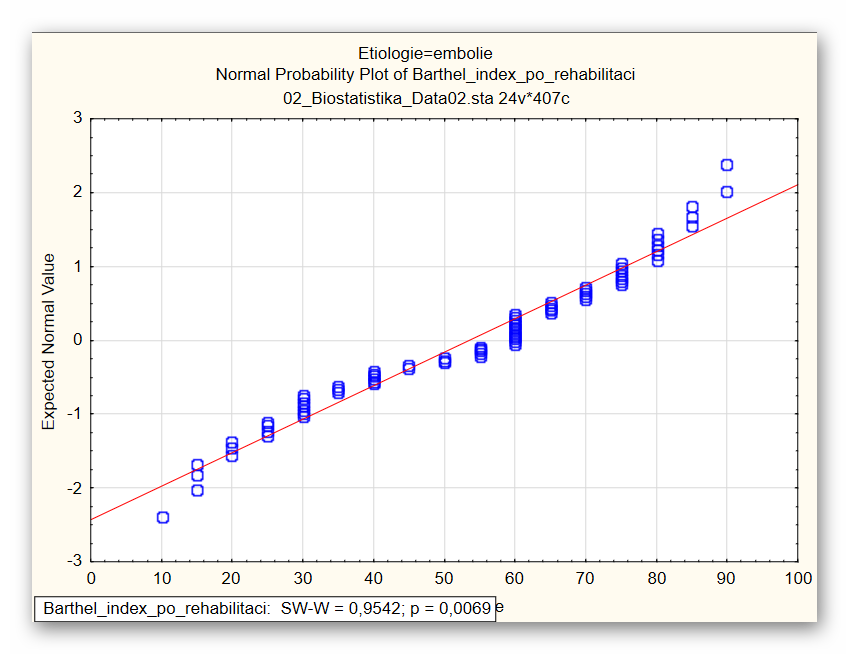 Etiologie=embolie
Normal Probability Plot of Barthel_index_po_rehabilitaci
02_Biostatistika_Data02.sta 24v*407c
3
2
1
0
-1
-2
-3
Expected Normal Value
0 10 20 30 40 50 60 70 80 90 100
Barthel_index_po_rehabilitaci: SW-W = 0,9542; p = 0,0069 e